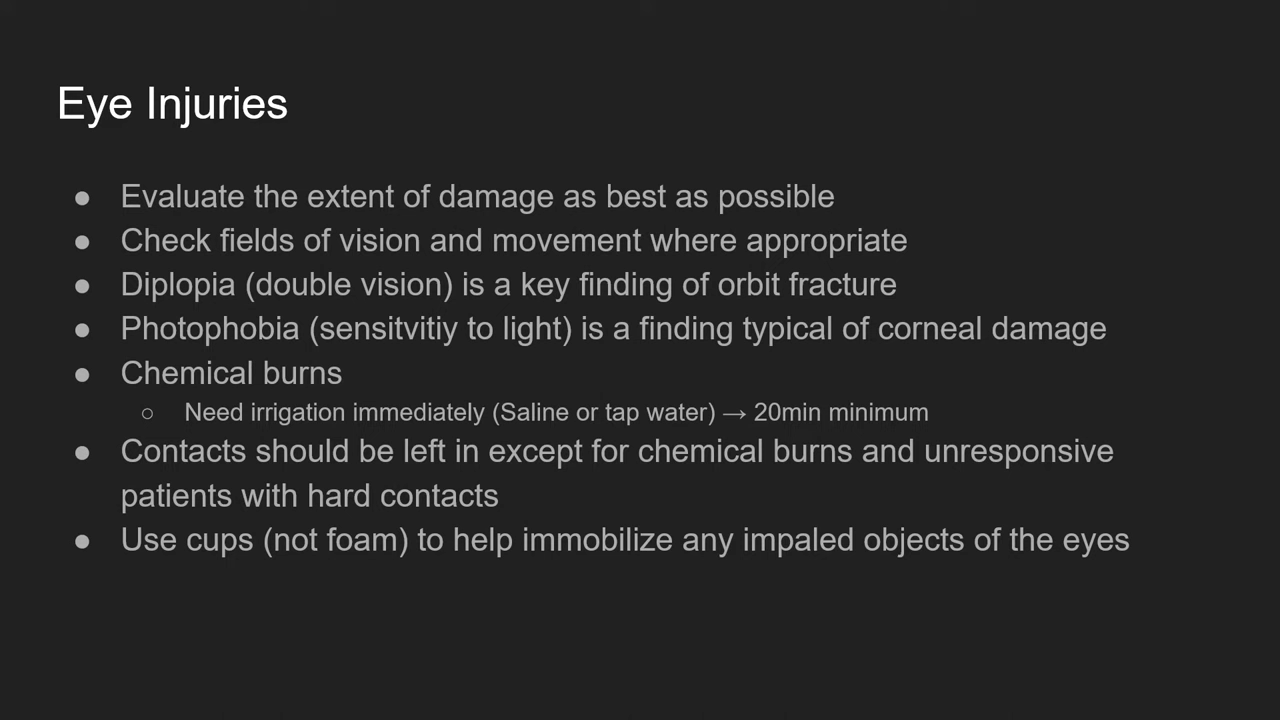 Eye Injuries
● Evaluate the extent of damage as best as possible
● Check fields of vision and movement where appropriate
● Diplopia (double vision) is a key finding of orbit fracture
● Photophobia (sensitvitiy to light) is a finding typical of corneal damage
● Chemical burns
○ Need irrigation immediately (Saline or tap water) → 20min minimum
● Contacts should be left in except for chemical burns and unresponsive
patients with hard contacts
● Use cups (not foam) to help immobilize any impaled objects of the eyes